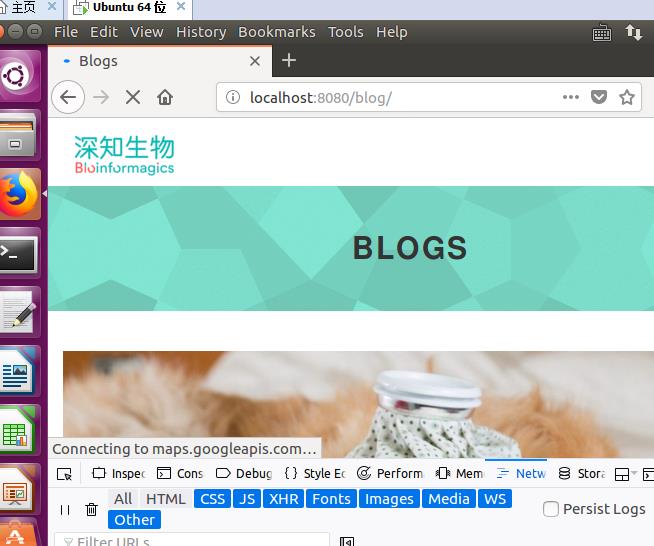 主页 Ubuntu 64 位
File Edit View History Bookmarks Tools Help
Blogs
localhost:8080/blog/
深知生物
Bioinformagics
BLOGS
Connecting to maps.googleapis.com…
Inspec Cons Debug Style Ed Perform Mem Netw Stora
All HTML CSS JS XHR Fonts Images Media WS
Other Persist Logs
Filter URLs